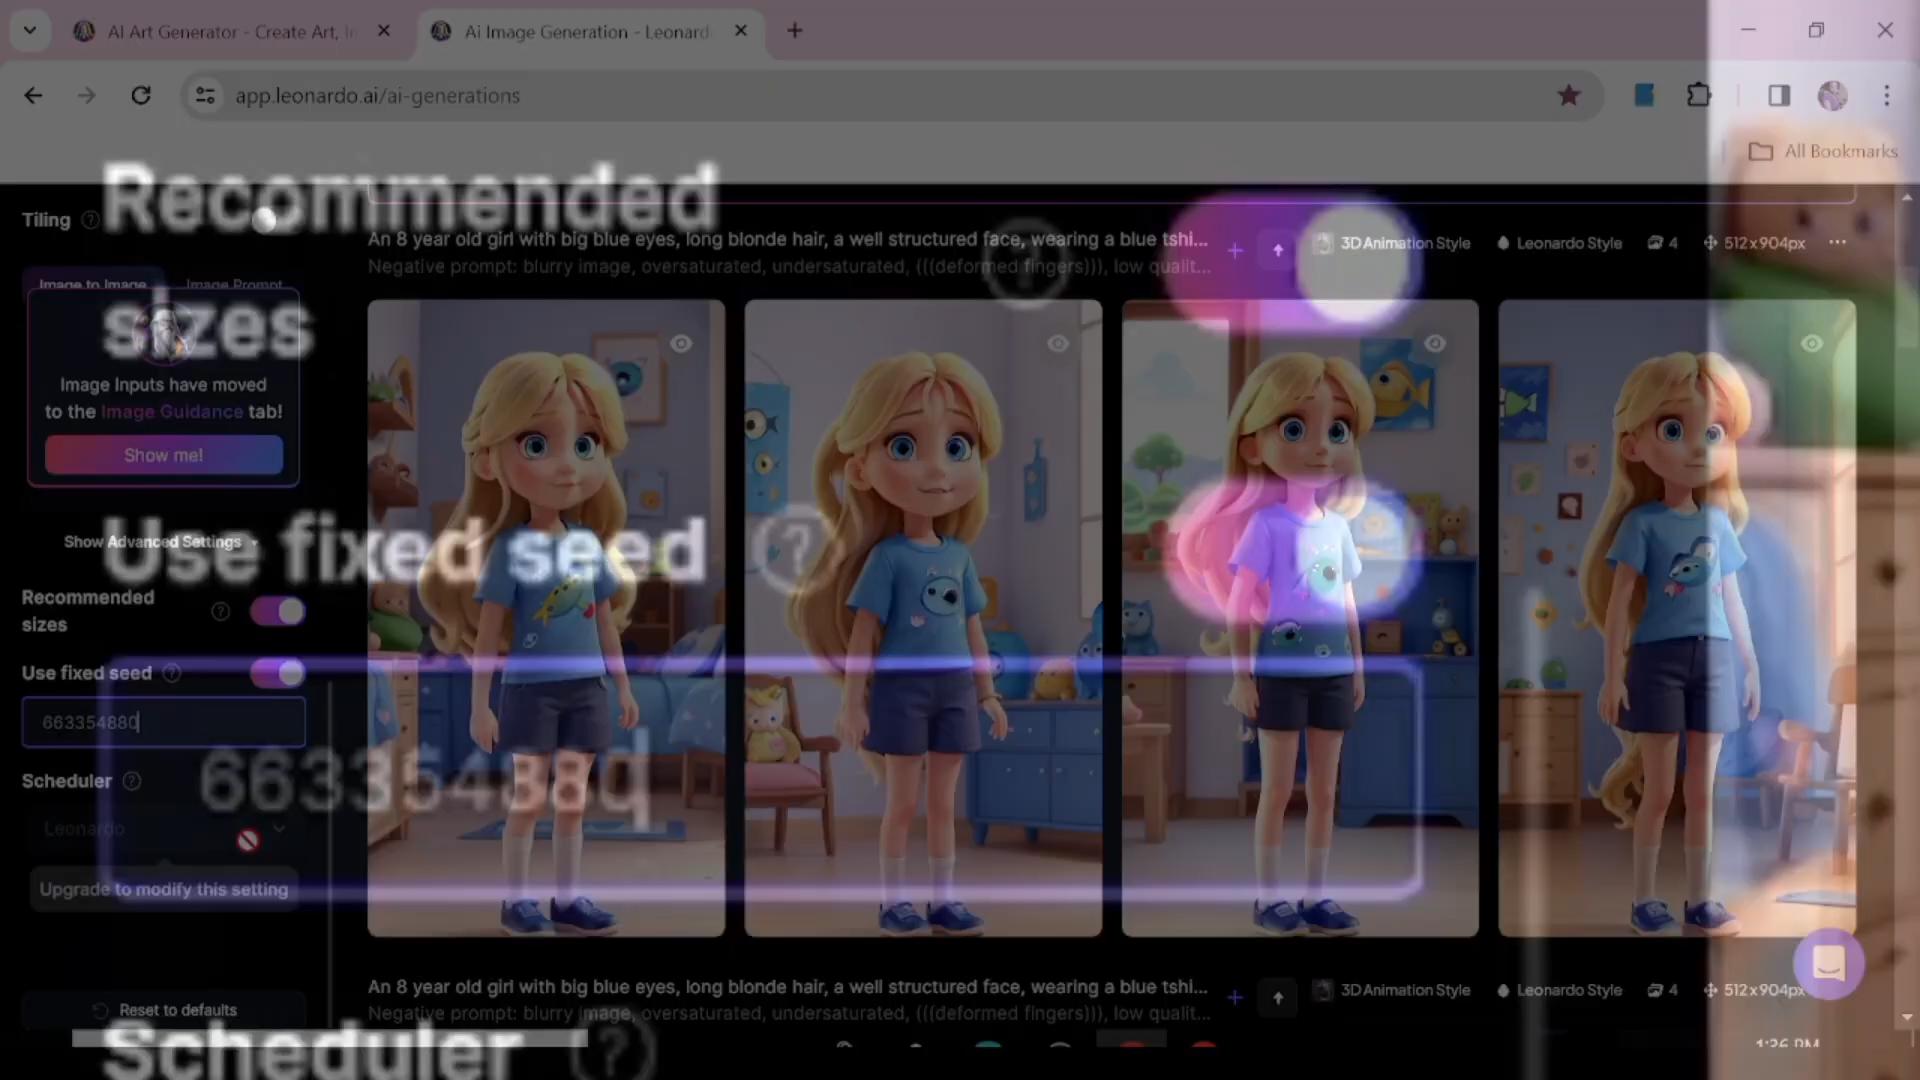 AI Art Generator - Create Art, In
Ai Image Generation - Leonard
app.leonardo.ai/ai-generations
All Bookmarks
Tiling
Recommended
sizes
Use fixed seed
663354880
Scheduler
Image to Image
Image Prompt
Image Inputs have moved
to the Image Guidance tab!
Show me!
Show Advanced Settings
Recommended
sizes
Use fixed seed
663354880
Scheduler
Leonardo
Upgrade to modify this setting
Reset to defaults
An 8 year old girl with big blue eyes, long blonde hair, a well structured face, wearing a blue tshi...
3D Animation Style
Leonardo Style
4
512x904px
Negative prompt: blurry image, oversaturated, undersaturated, (((deformed fingers))), low qualit...
An 8 year old girl with big blue eyes, long blonde hair, a well structured face, wearing a blue tshi...
3D Animation Style
Leonardo Style
4
512x904px
Negative prompt: blurry image, oversaturated, undersaturated, (((deformed fingers))), low qualit...
1:36 PM